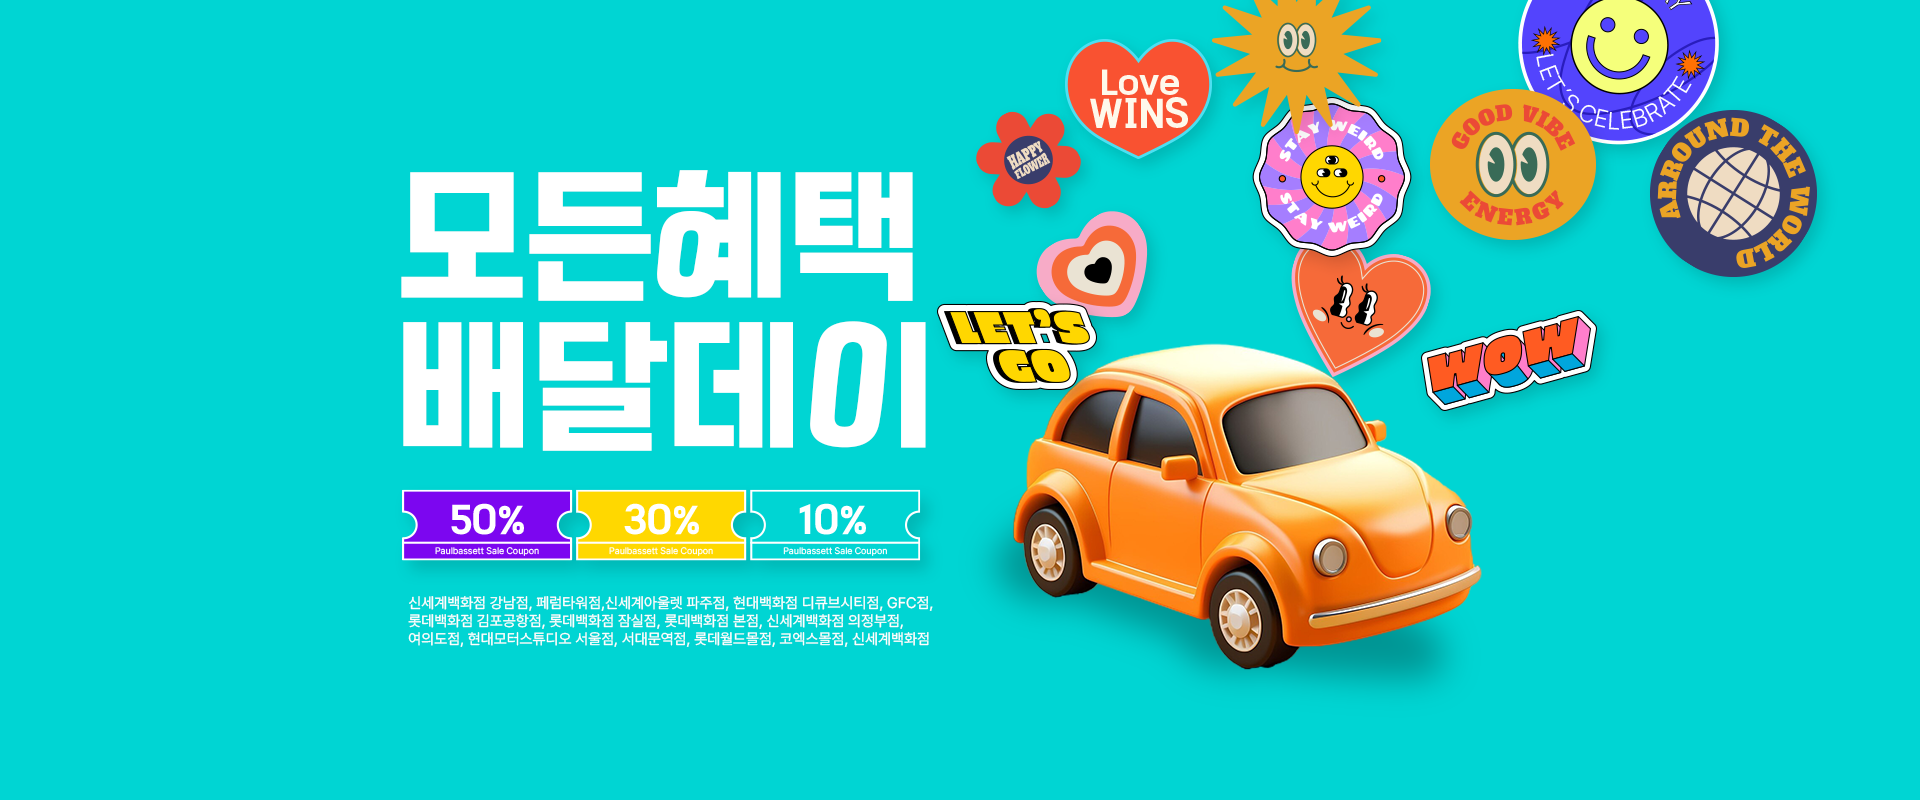 모든혜택
배달데이
50%
Paulbassett Sale Coupon
30%
Paulbassett Sale Coupon
10%
Paulbassett Sale Coupon
신세계백화점 강남점, 페럼타워점,신세계아울렛 파주점, 현대백화점 디큐브시티점, GFC점,
롯데백화점 김포공항점, 롯데백화점 잠실점, 롯데백화점 본점, 신세계백화점 의정부점,
여의도점, 현대모터스튜디오 서울점, 서대문역점, 롯데월드몰점, 코엑스몰점, 신세계백화점
Love
WINS
HAPPY
FLOWER
STAY WEIRD
STAY WEIRD
LET'S CELEBRATE
GOOD VIBE
ENERGY
ARROUND THE WORLD
LET'S
GO
WOW